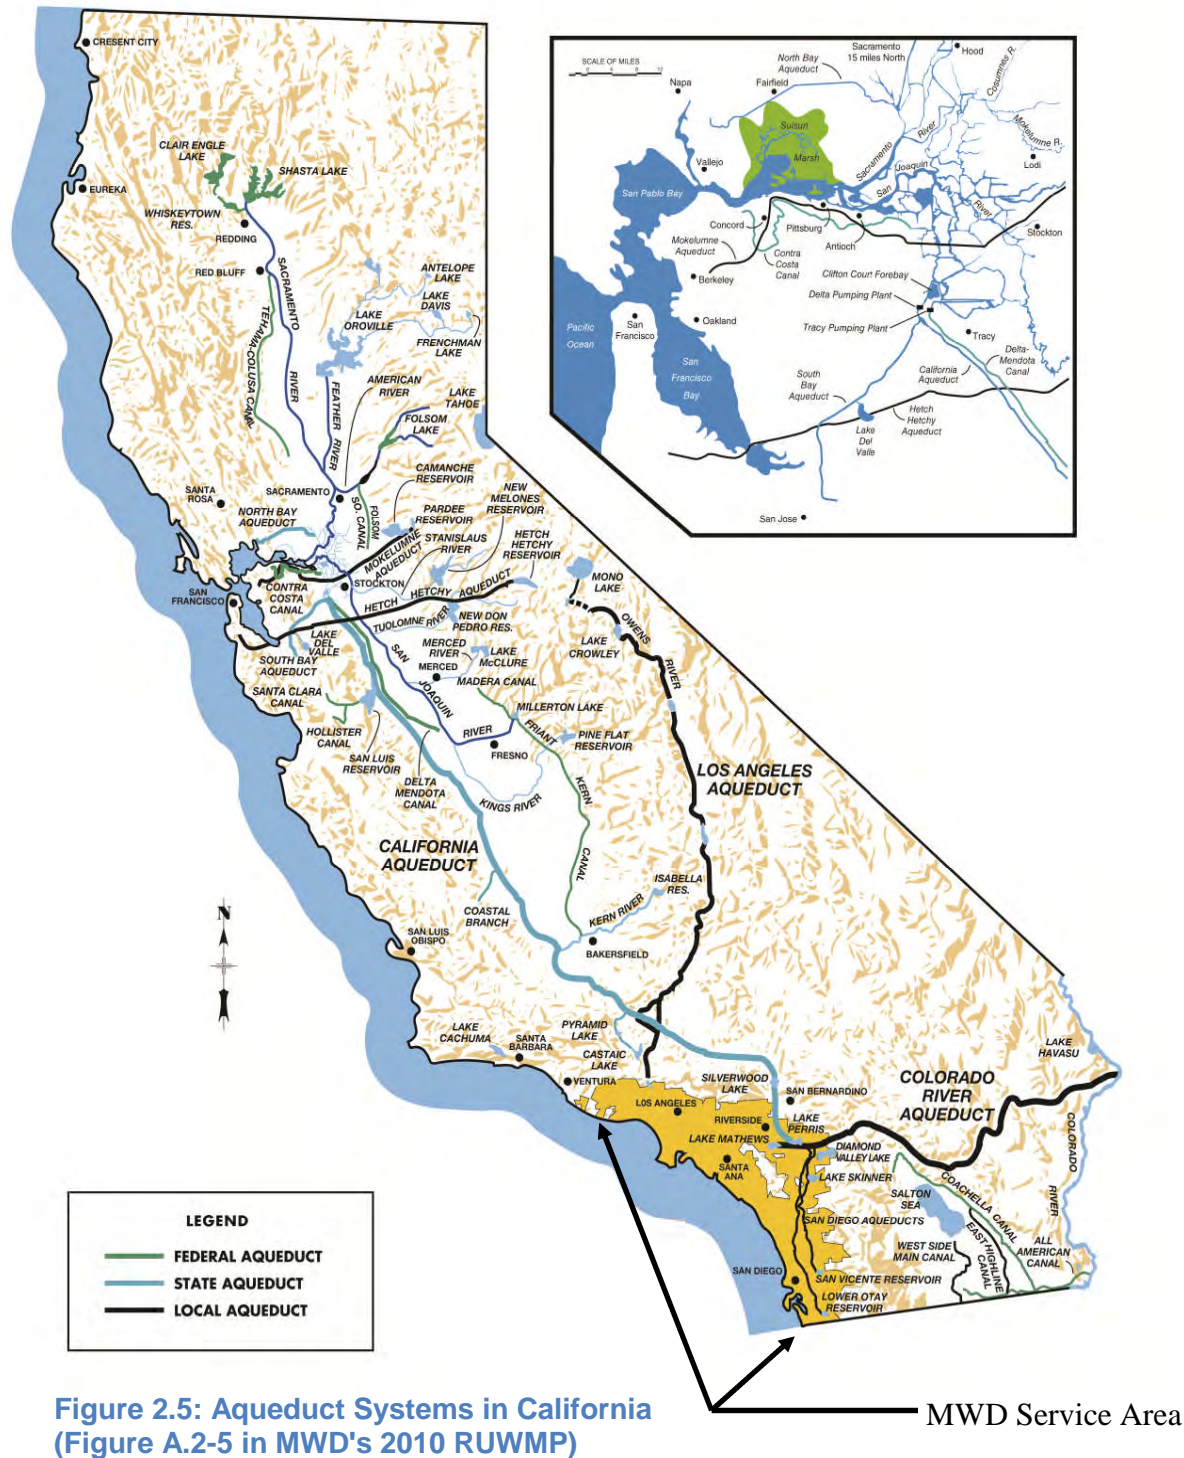 CRESENT CITY
CLAIR ENGLE
LAKE
SHASTA LAKE
EUREKA
WHISKEYTOWN
RES.
REDDING
RED BLUFF
SACRAMENTO
RIVER
TEHAMA-COLUSA CANAL
ANTELOPE
LAKE
LAKE
DAVIS
LAKE
OROVILLE
FRENCHMAN
LAKE
FEATHER RIVER
AMERICAN
RIVER
LAKE
TAHOE
FOLSOM
LAKE
SANTA
ROSA
SACRAMENTO
NORTH BAY
AQUEDUCT
FOLSOM
SO. CANAL
CAMANCHE
RESERVOIR
NEW
MELONES
RESERVOIR
PARDEE
RESERVOIR
STANISLAUS
RIVER
HETCH
HETCHY
RESERVOIR
MOKELUMNE
AQUEDUCT
STOCKTON
CONTRA
COSTA
CANAL
SAN
FRANCISCO
HETCH HETCHY AQUEDUCT
TUOLOMNE RIVER
NEW DON
PEDRO RES.
MONO
LAKE
OWENS
RIVER
LAKE
CROWLEY
LAKE
DEL
VALLE
SOUTH BAY
AQUEDUCT
MERCED
RIVER
LAKE
McCLURE
MERCED
SAN
JOAQUIN
RIVER
MADERA CANAL
SANTA CLARA
CANAL
MILLERTON LAKE
HOLLISTER
CANAL
SAN LUIS
RESERVOIR
FRESNO
FRIANT
KERN
CANAL
PINE FLAT
RESERVOIR
DELTA
MENDOTA
CANAL
KINGS RIVER
LOS ANGELES
AQUEDUCT
CALIFORNIA
AQUEDUCT
ISABELLA
RES.
COASTAL
BRANCH
KERN RIVER
SAN LUIS
OBISPO
BAKERSFIELD
N
LAKE
CACHUMA
SANTA
BARBARA
PYRAMID
LAKE
CASTAIC
LAKE
VENTURA
LAKE
HAVASU
SILVERWOOD
LAKE
SAN BERNARDINO
COLORADO
RIVER
AQUEDUCT
LOS ANGELES
RIVERSIDE
LAKE
PERRIS
LAKE MATHEWS
DIAMOND
VALLEY LAKE
SANTA
ANA
LAKE SKINNER
COLORADO
RIVER
SALTON
SEA
COACHELLA CANAL
SAN DIEGO AQUEDUCTS
WEST SIDE
MAIN CANAL
EAST HIGHLINE
CANAL
ALL
AMERICAN
CANAL
SAN DIEGO
SAN VICENTE RESERVOIR
LOWER OTAY
RESERVOIR
SCALE OF MILES
0 4 8 12
Napa
North Bay
Aqueduct
Fairfield
Sacramento
15 miles North
Hood
Cosumnes R.
Mokelumne R.
Lodi
Suisun
Marsh
Vallejo
Sacramento River
San Joaquin River
San Pablo Bay
Concord
Pittsburg
Antioch
Stockton
Mokelumne
Aqueduct
Contra
Costa
Canal
Berkeley
Clifton Court Forebay
Delta Pumping Plant
Tracy Pumping Plant
Tracy
Pacific
Ocean
San
Francisco
Oakland
San
Francisco
Bay
South
Bay
Aqueduct
California
Aqueduct
Delta-
Mendota
Canal
Lake
Del
Valle
Hetch
Hetchy
Aqueduct
San Jose
LEGEND
FEDERAL AQUEDUCT
STATE AQUEDUCT
LOCAL AQUEDUCT
MWD Service Area
Figure 2.5: Aqueduct Systems in California
(Figure A.2-5 in MWD's 2010 RUWMP)